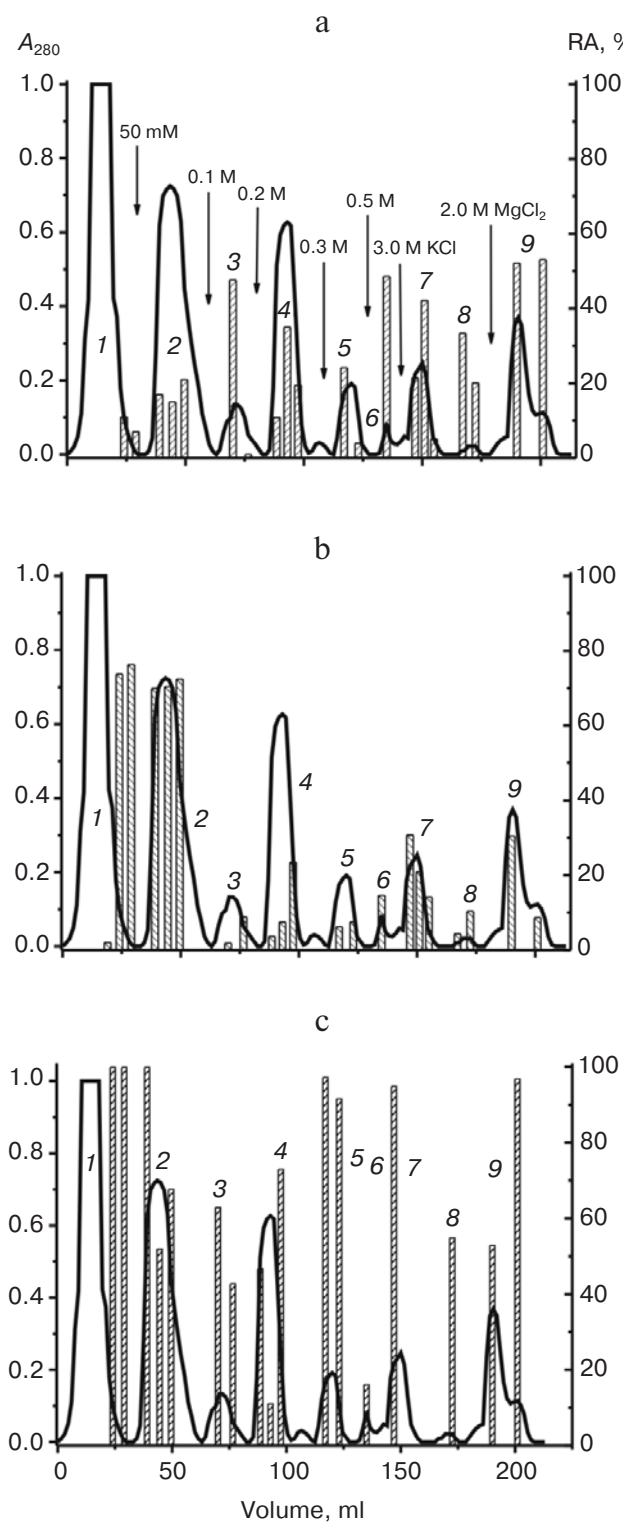 a
A280 RA, %
1.0 100
50 mM
0.8 80
0.1 M
0.2 M 0.5 M 2.0 M MgCl2
0.6 0.3 M 3.0 KCl 9 60
3 7
0.4 4 8 40
1 2 5
0.2 6 20
0.0 0
b
1.0 100
0.8 80
0.6 60
4
0.4 9 40
1 2 7
5 6
0.2 3 8 20
0.0 0
c
1.0 100
0.8 80
1 2 4 5 6 7 9
3 8
0.6 60
0.4 40
0.2 20
0.0 0
0 50 100 150 200
Volume, ml